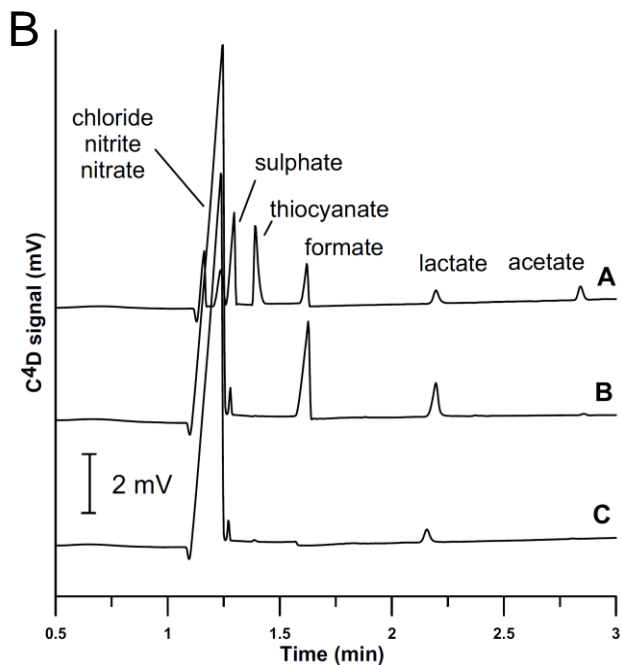 B
chloride
nitrite
nitrate
sulphate
thiocyanate
formate
lactate
acetate
A
B
2 mV
C
C⁴D signal (mV)
0.5 1 1.5 2 2.5 3
Time (min)